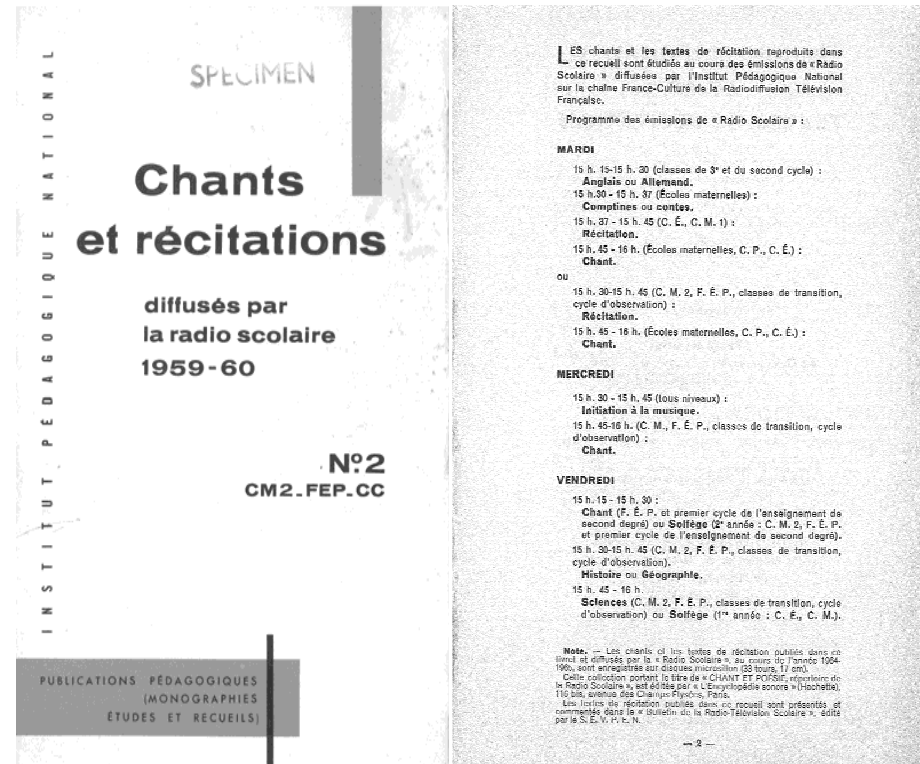 INSTITUT PÉDAGOGIQUE NATIONAL
SPECIMEN
Chants
et récitations
diffusés par
la radio scolaire
1959-60
Nº2
CM2_FEP_CC
PUBLICATIONS PÉDAGOGIQUES
(MONOGRAPHIES
ÉTUDES ET RECUEILS)
LES chants et les textes de récitation reproduits dans
ce recueil sont étudiés au cours des émissions de « Radio
Scolaire » diffusées par l'Institut Pédagogique National
sur la chaîne France-Culture de la Radiodiffusion Télévision
Française.
Programme des émissions de « Radio Scolaire » :
MARDI
15 h. 15-15 h. 30 (classes de 3e et du second cycle) :
Anglais ou Allemand.
15 h.30 - 15 h. 37 (Écoles maternelles) :
Comptines ou contes.
15 h. 37 - 15 h. 45 (C. É., C. M. 1) :
Récitation.
15 h. 45 - 16 h. (Écoles maternelles, C. P., C. É.) :
Chant.
ou
15 h. 30-15 h. 45 (C. M. 2, F. É. P., classes de transition,
cycle d'observation) :
Récitation.
15 h. 45 - 16 h. (Écoles maternelles, C. P., C. É.) :
Chant.
MERCREDI
15 h. 30 - 15 h. 45 (tous niveaux) :
Initiation à la musique.
15 h. 45-16 h. (C. M., F. É. P., classes de transition, cycle
d'observation) :
Chant.
VENDREDI
15 h. 15 - 15 h. 30 :
Chant (F. É. P. et premier cycle de l'enseignement de
second degré) ou Solfège (2e année : C. M. 2, F. É. P.
et premier cycle de l'enseignement de second degré).
15 h. 30-15 h. 45 (C. M. 2, F. É. P., classes de transition,
cycle d'observation).
Histoire ou Géographie.
15 h. 45 - 16 h.
Sciences (C. M. 2, F. É. P., classes de transition, cycle
d'observation) ou Solfège (1re année : C. É., C. M.).
Note. — Les chants et les textes de récitation publiés dans ce
livret et diffusés par la « Radio Scolaire », au cours de l'année 1964-
1965, sont enregistrés sur disques microsillon (33 tours, 17 cm).
Cette collection portant le titre de « CHANT ET POÉSIE, répertoire de
la Radio Scolaire », est éditée par « L'Encyclopédie sonore » (Hachette),
116 bis, avenue des Champs-Élysées, Paris.
Les textes de récitation publiés dans ce recueil sont présentés et
commentés dans le « Bulletin de la Radio-Télévision Scolaire », édité
par le S. E. V. P. E. N.
— 2 —